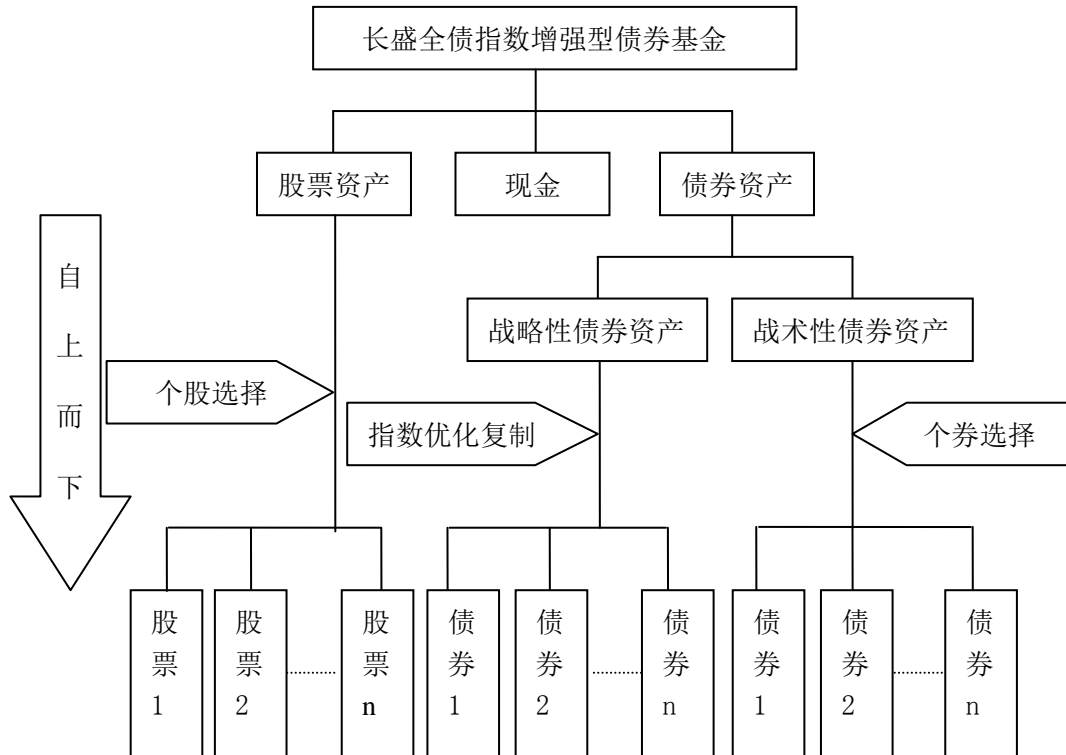 长盛全债指数增强型债券基金
股票资产
现金
债券资产
自上而下
战略性债券资产
战术性债券资产
个股选择
指数优化复制
个券选择
股票1
股票2
股票n
债券1
债券2
债券n
债券1
债券2
债券n